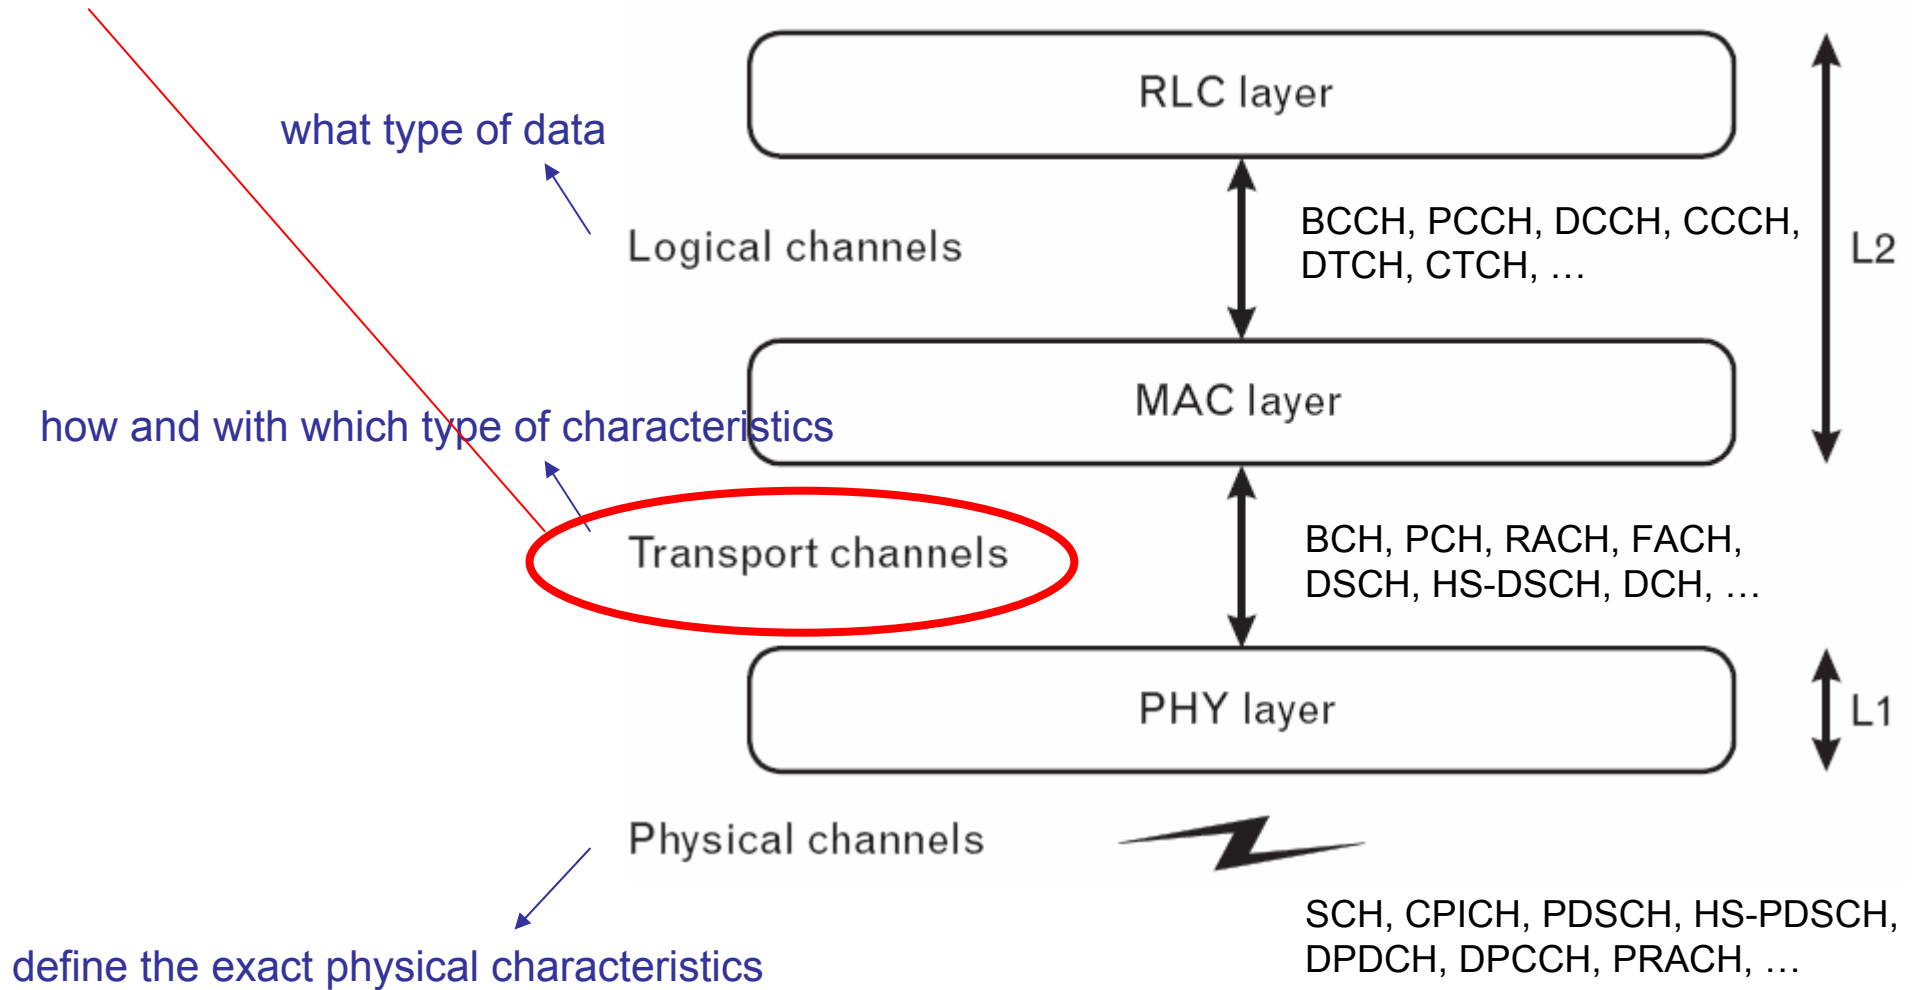 RLC layer
what type of data
Logical channels
BCCH, PCCH, DCCH, CCCH,
DTCH, CTCH, …
L2
MAC layer
how and with which type of characteristics
Transport channels
BCH, PCH, RACH, FACH,
DSCH, HS-DSCH, DCH, …
PHY layer
L1
Physical channels
SCH, CPICH, PDSCH, HS-PDSCH,
DPDCH, DPCCH, PRACH, …
define the exact physical characteristics